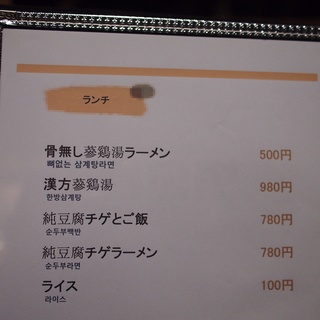 ランチ
骨無し蔘鶏湯ラーメン 500円
뼈없는 삼계탕라면
漢方蔘鶏湯 980円
한방삼계탕
純豆腐チゲとご飯 780円
순두부백반
純豆腐チゲラーメン 780円
순두부라면
ライス 100円
라이스